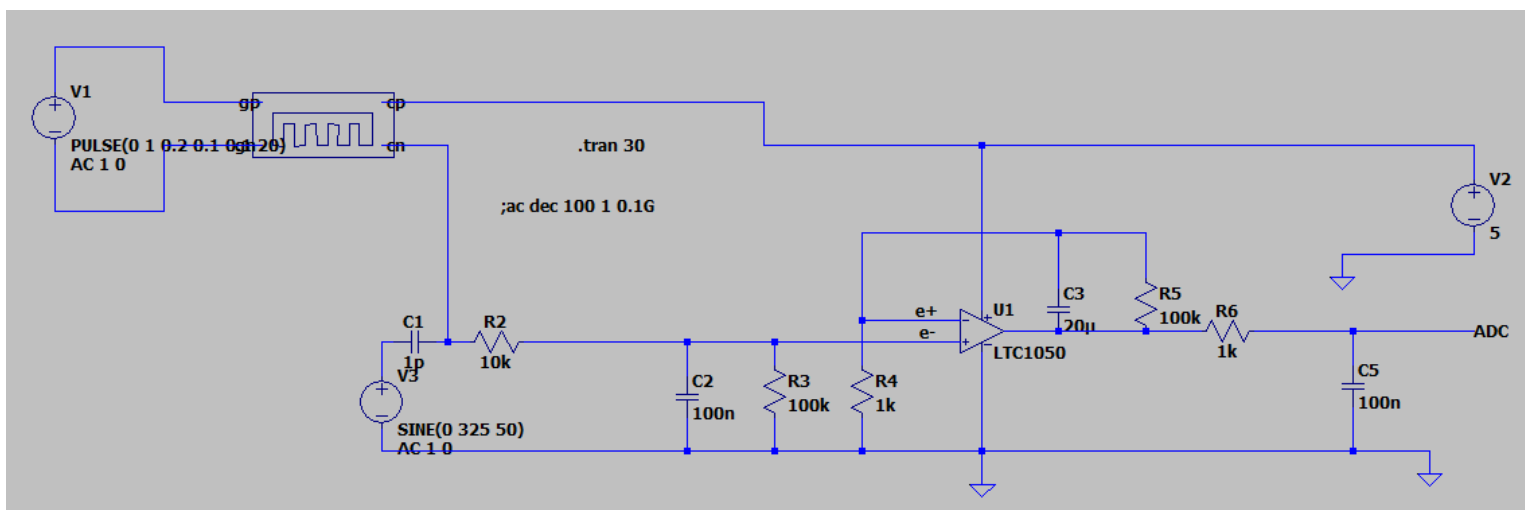 V1
PULSE(0 1 0.2 0.1 0.1 20)
AC 1 0
gp
cp
gn
cn
.tran 30
;ac dec 100 1 0.1G
V2
5
C1
1p
R2
10k
V3
SINE(0 325 50)
AC 1 0
C2
100n
R3
100k
R4
1k
e+
e-
U1
LTC1050
C3
20µ
R5
100k
R6
1k
ADC
C5
100n